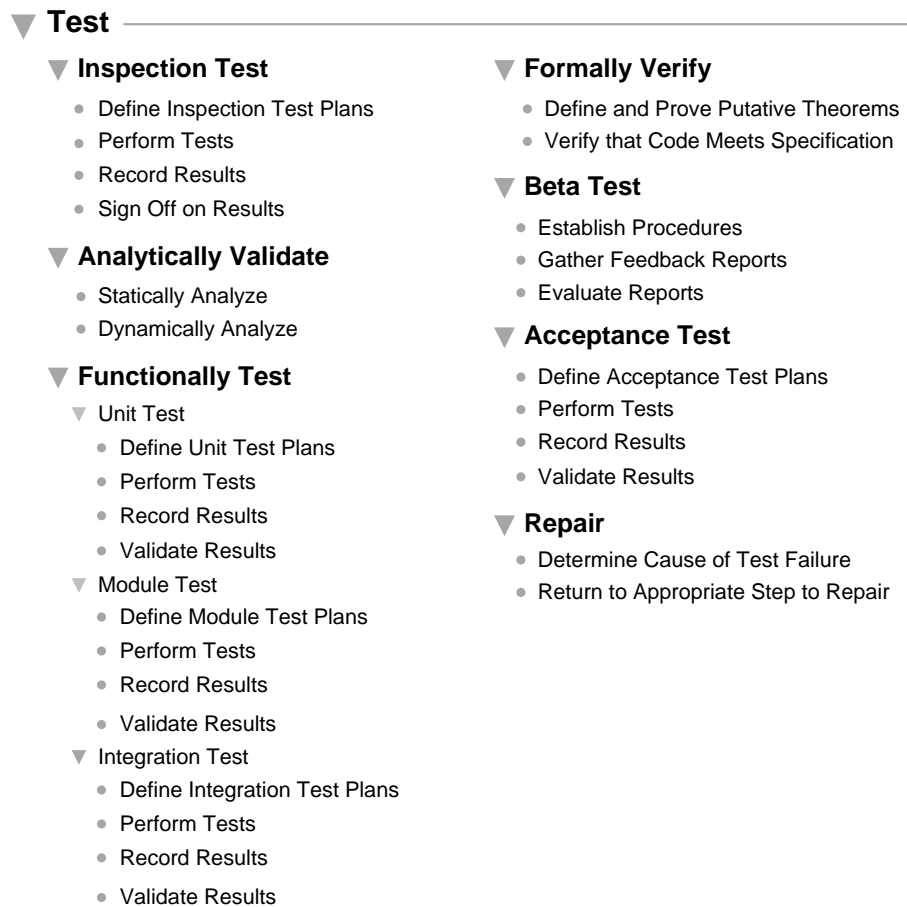 Test
Inspection Test
Define Inspection Test Plans
Perform Tests
Record Results
Sign Off on Results
Analytically Validate
Statically Analyze
Dynamically Analyze
Functionally Test
Unit Test
Define Unit Test Plans
Perform Tests
Record Results
Validate Results
Module Test
Define Module Test Plans
Perform Tests
Record Results
Validate Results
Integration Test
Define Integration Test Plans
Perform Tests
Record Results
Validate Results
Formally Verify
Define and Prove Putative Theorems
Verify that Code Meets Specification
Beta Test
Establish Procedures
Gather Feedback Reports
Evaluate Reports
Acceptance Test
Define Acceptance Test Plans
Perform Tests
Record Results
Validate Results
Repair
Determine Cause of Test Failure
Return to Appropriate Step to Repair